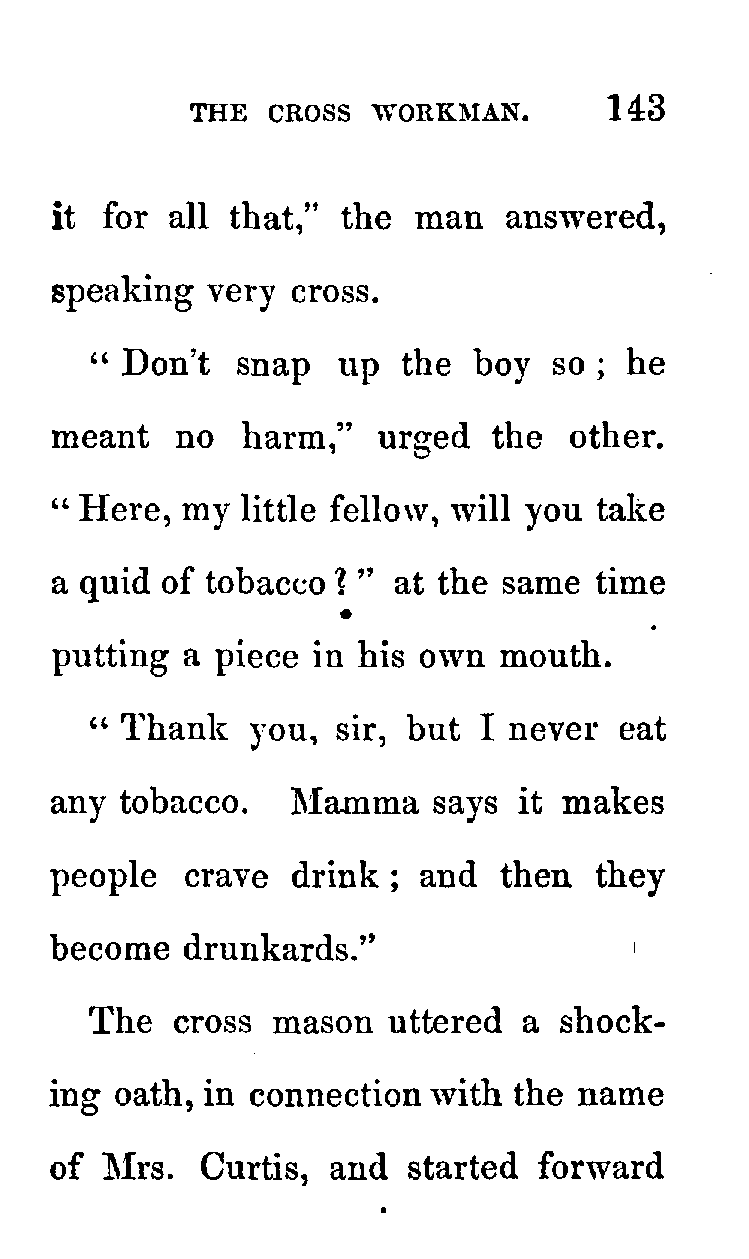 THE CROSS WORKMAN. 143
it for all that," the man answered,
speaking very cross.
" Don't snap up the boy so ; he
meant no harm," urged the other.
" Here, my little fellow, will you take
a quid of tobacco ? " at the same time
putting a piece in his own mouth.
" Thank you, sir, but I never eat
any tobacco. Mamma says it makes
people crave drink ; and then they
become drunkards."
The cross mason uttered a shock-
ing oath, in connection with the name
of Mrs. Curtis, and started forward